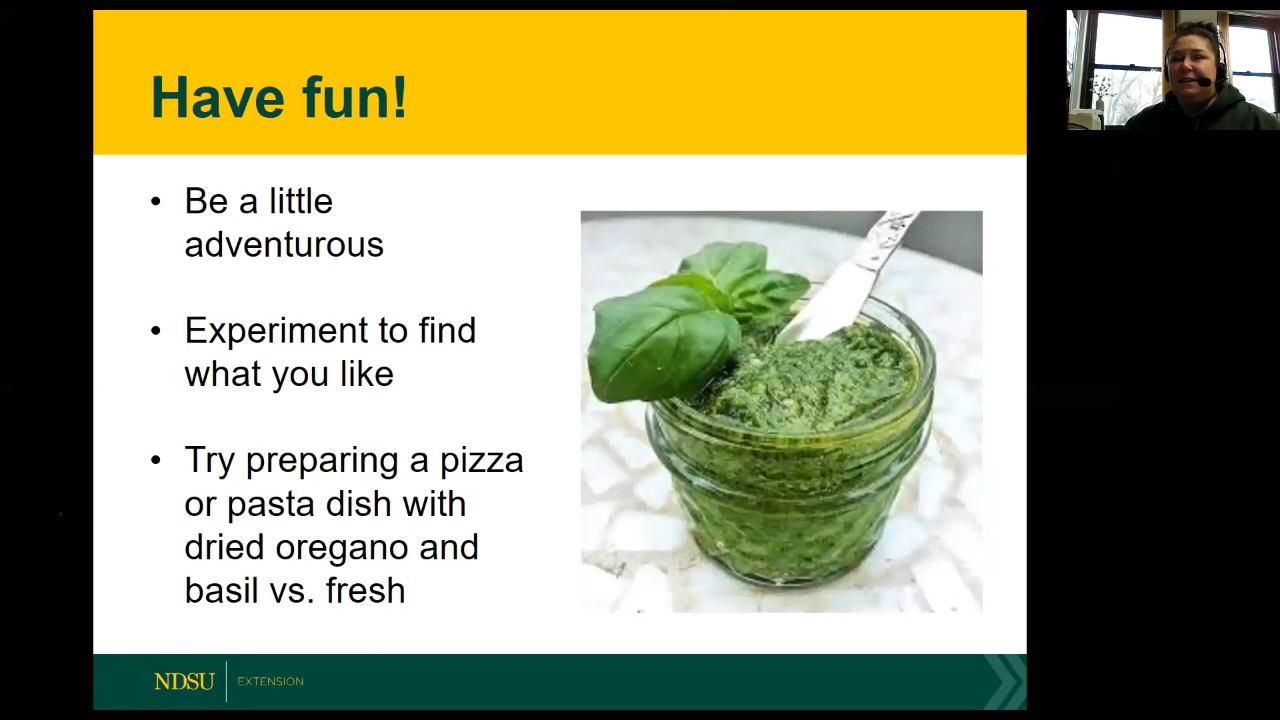 Have fun!
• Be a little
adventurous
• Experiment to find
what you like
• Try preparing a pizza
or pasta dish with
dried oregano and
basil vs. fresh
NDSU EXTENSION